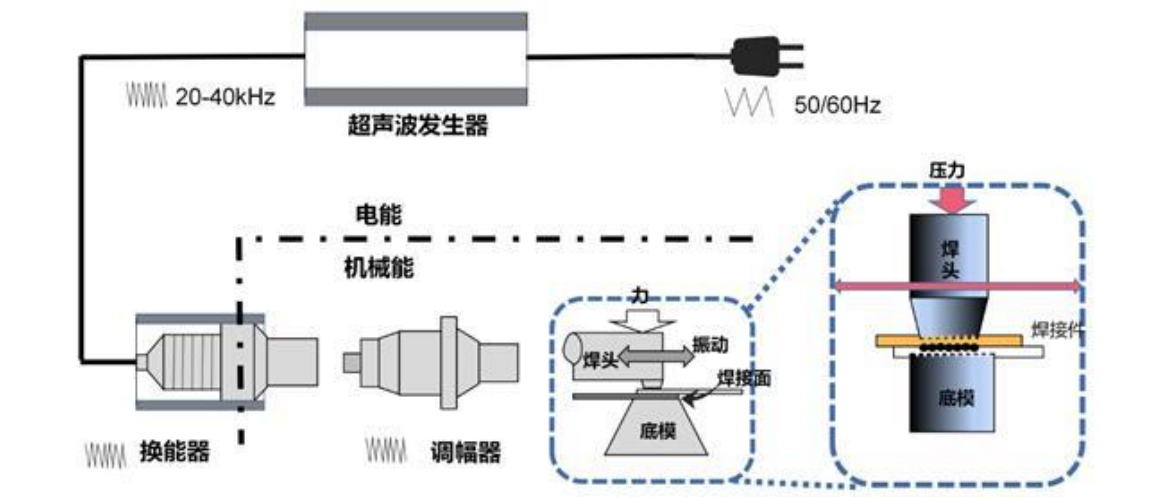 20-40kHz
50/60Hz
超声波发生器
压力
电能
机械能
焊头
力
焊接件
振动
焊头
焊接面
底模
底模
换能器
调幅器